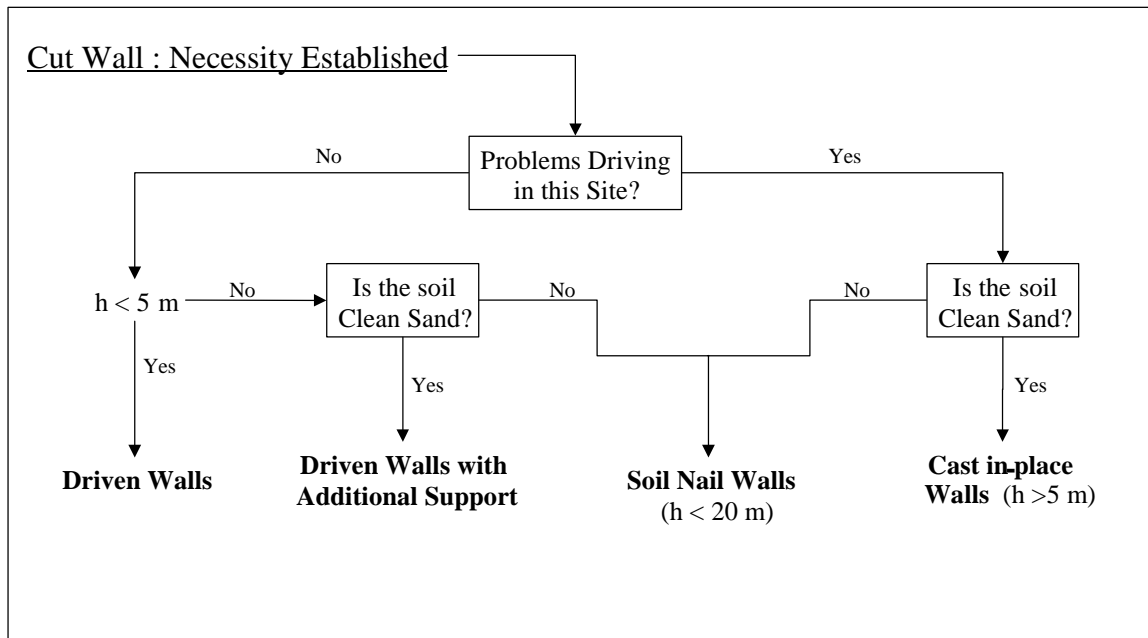 Cut Wall : Necessity Established
No
Problems Driving
in this Site?
Yes
h < 5 m
No
Is the soil
Clean Sand?
No
No
Is the soil
Clean Sand?
Yes
Yes
Yes
Driven Walls
Driven Walls with
Additional Support
Soil Nail Walls
(h < 20 m)
Cast in-place
Walls (h >5 m)